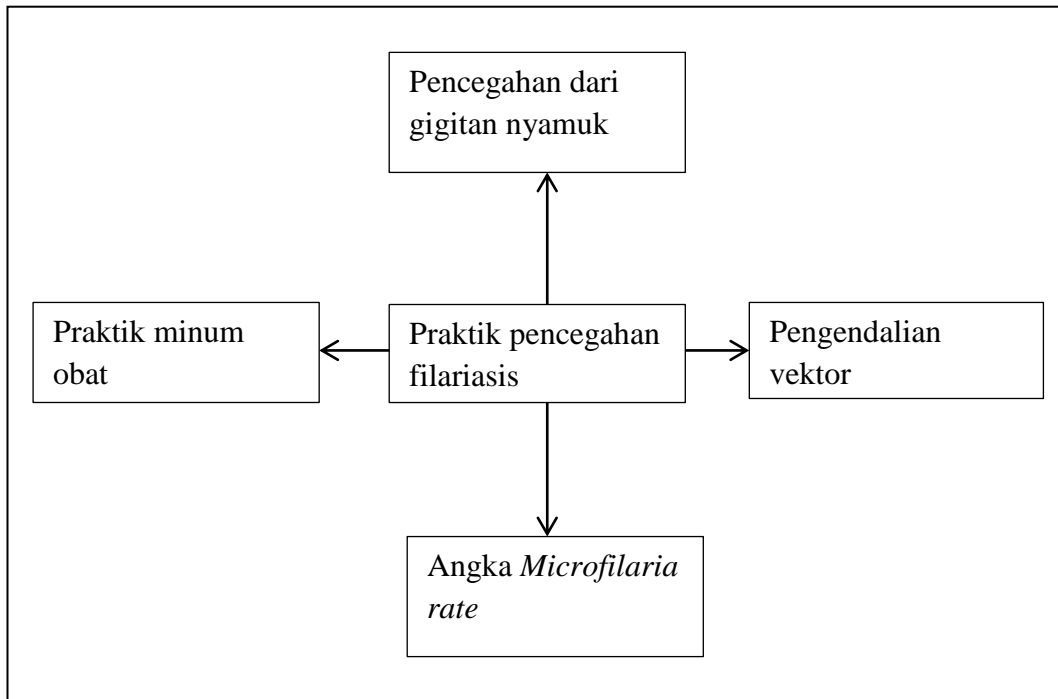 Pencegahan dari
gigitan nyamuk
Praktik minum
obat
Praktik pencegahan
filariasis
Pengendalian
vektor
Angka Microfilaria
rate